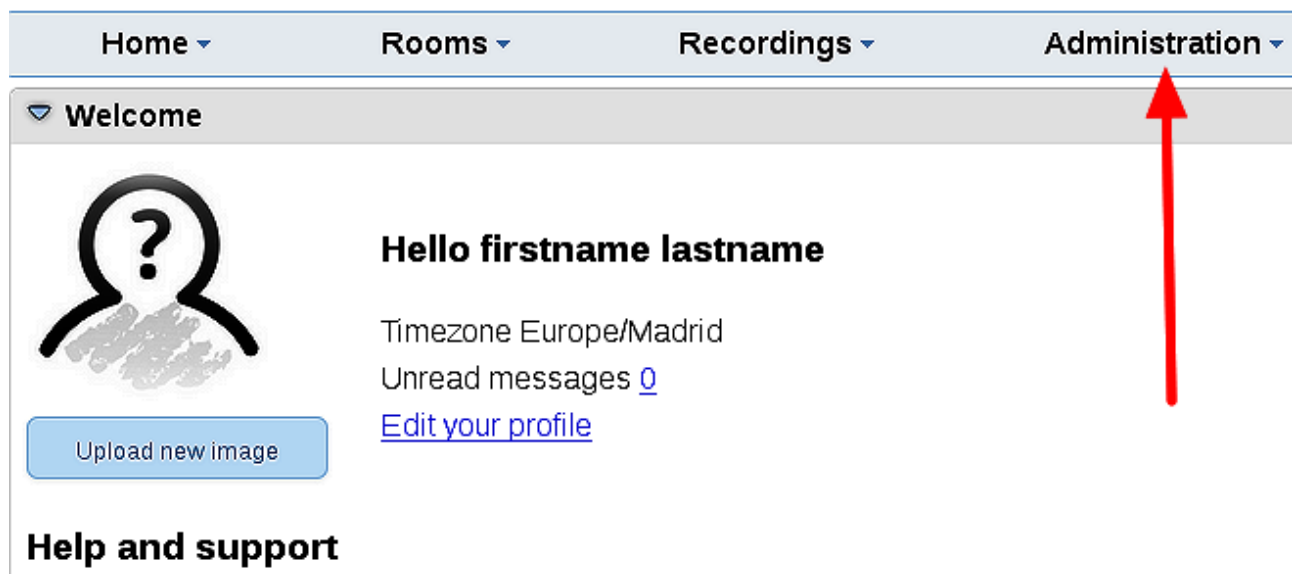 Home Rooms Recordings Administration
Welcome
?
Hello firstname lastname
Timezone Europe/Madrid
Unread messages 0
Edit your profile
Upload new image
Help and support